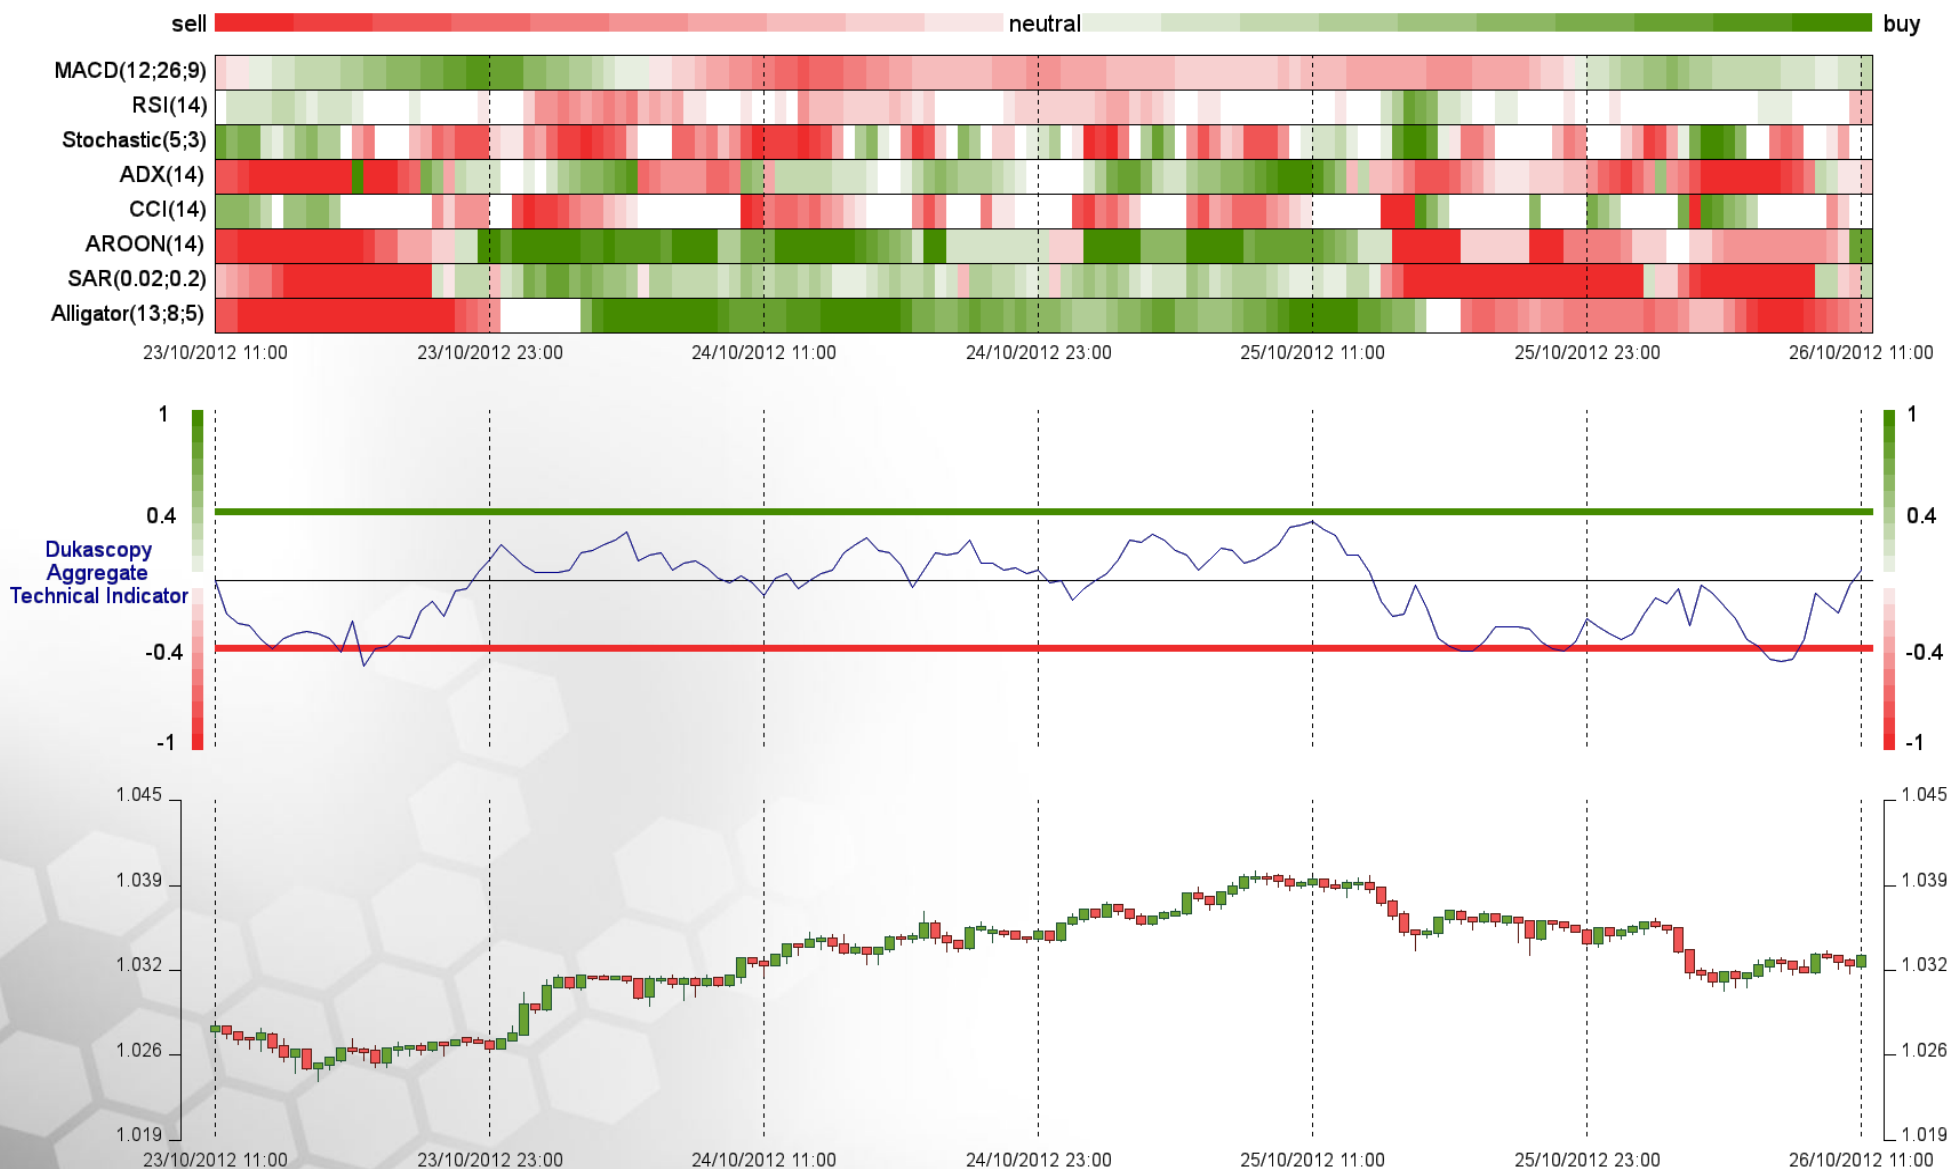 sell neutral buy
MACD(12;26;9)
RSI(14)
Stochastic(5;3)
ADX(14)
CCI(14)
AROON(14)
SAR(0.02;0.2)
Alligator(13;8;5)
23/10/2012 11:00 23/10/2012 23:00 24/10/2012 11:00 24/10/2012 23:00 25/10/2012 11:00 25/10/2012 23:00 26/10/2012 11:00
1 1
0.4 0.4
Dukascopy
Aggregate
Technical Indicator
-0.4 -0.4
-1 -1
1.045 1.045
1.039 1.039
1.032 1.032
1.026 1.026
1.019 1.019
23/10/2012 11:00 23/10/2012 23:00 24/10/2012 11:00 24/10/2012 23:00 25/10/2012 11:00 25/10/2012 23:00 26/10/2012 11:00